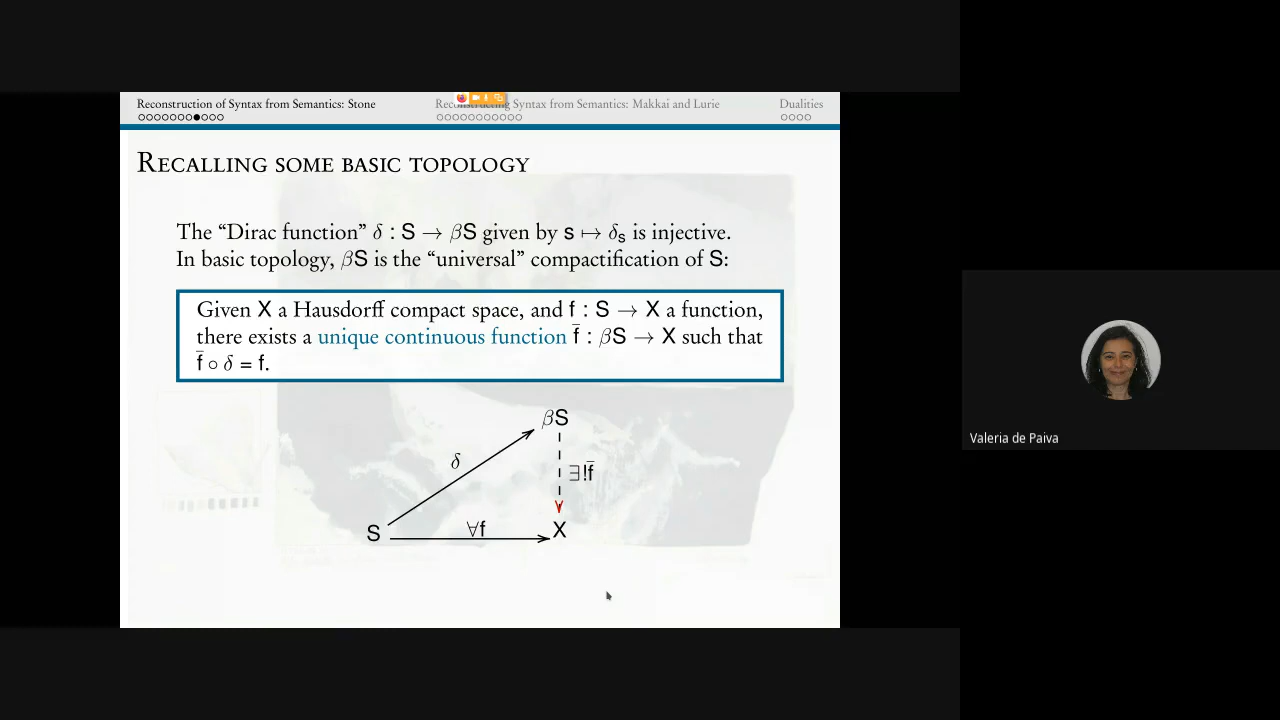 Reconstruction of Syntax from Semantics: Stone
Reconstructing Syntax from Semantics: Makkai and Lurie
Dualities
Recalling some basic topology
The “Dirac function” δ : S → βS given by s ↦ δₛ is injective.
In basic topology, βS is the “universal” compactification of S:
Given X a Hausdorff compact space, and f : S → X a function,
there exists a unique continuous function f̄ : βS → X such that
f̄ ∘ δ = f.
βS
δ
∃!f̄
S
∀f
X
Valeria de Paiva